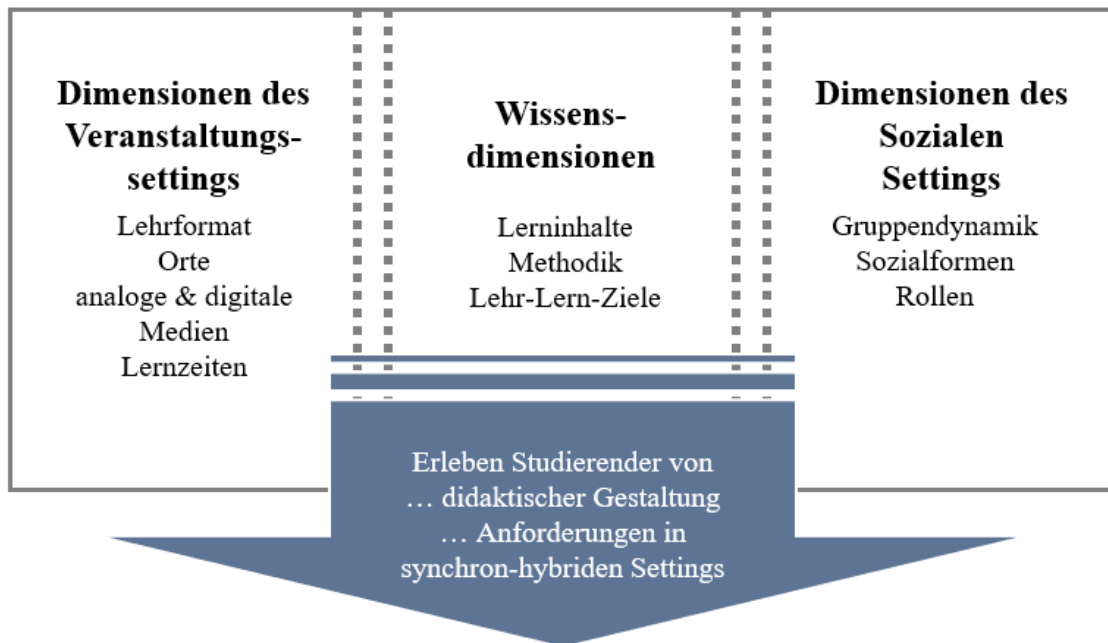 Dimensionen des
Veranstaltungs-
settings
Lehrformat
Orte
analoge & digitale
Medien
Lernzeiten
Wissens-
dimensionen
Lerninhalte
Methodik
Lehr-Lern-Ziele
Dimensionen des
Sozialen
Settings
Gruppendynamik
Sozialformen
Rollen
Erleben Studierender von
… didaktischer Gestaltung
… Anforderungen in
synchron-hybriden Settings